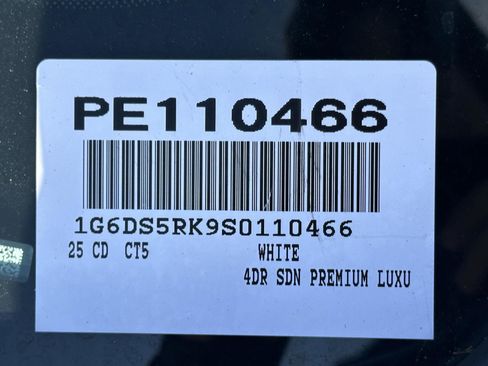 PE110466
1G6DS5RK9S0110466
25 CD CT5 WHITE
4DR SDN PREMIUM LUXU